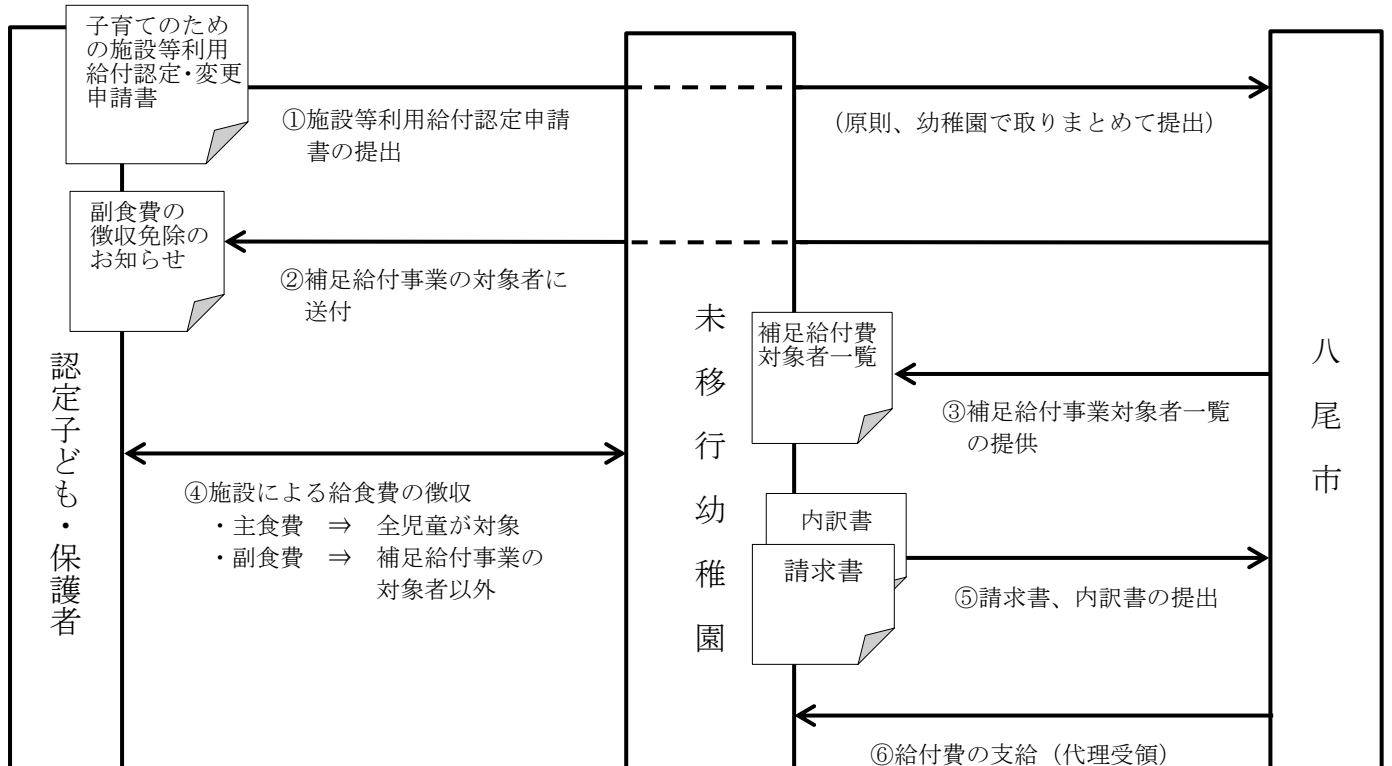 子育てのため
の施設等利用
給付認定・変更
申請書
①施設等利用給付認定申請
書の提出
(原則、幼稚園で取りまとめて提出)
副食費の
徴収免除の
お知らせ
②補足給付事業の対象者に
送付
補足給付費
対象者一覧
③補足給付事業対象者一覧
の提供
④施設による給食費の徴収
・主食費 ⇒ 全児童が対象
・副食費 ⇒ 補足給付事業の
対象者以外
内訳書
請求書
⑤請求書、内訳書の提出
⑥給付費の支給（代理受領）
認定子ども・保護者
未移行幼稚園
八尾市